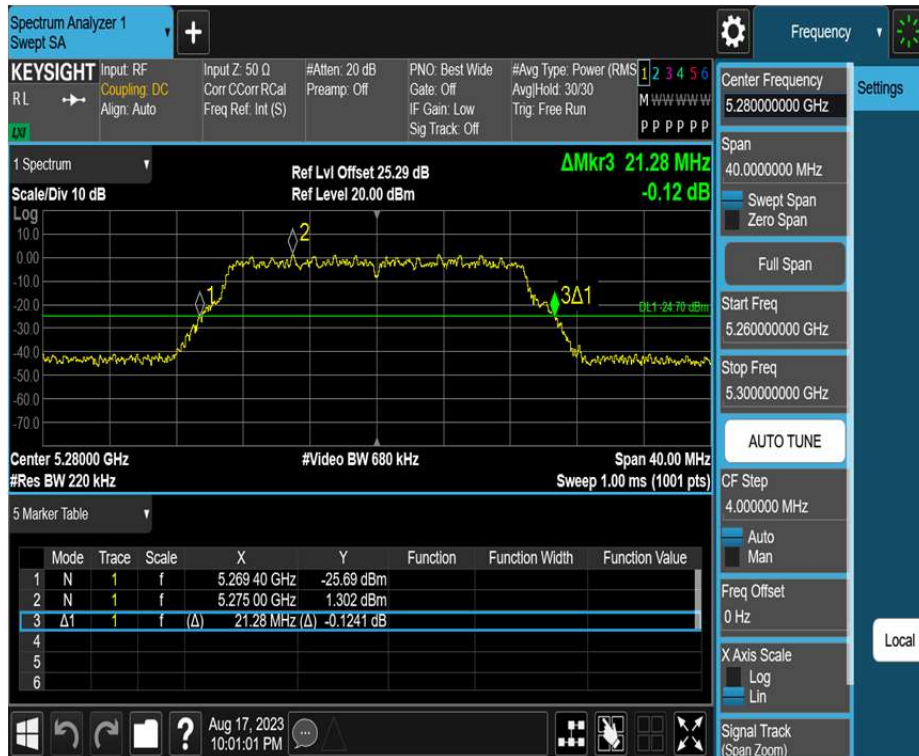 Spectrum Analyzer 1
Swept SA
+
Frequency
KEYSIGHT
RL
LXI
Input: RF
Coupling: DC
Align: Auto
Input Z: 50 Ω
Corr CCorr RCal
Freq Ref: Int (S)
#Atten: 20 dB
Preamp: Off
PNO: Best Wide
Gate: Off
IF Gain: Low
Sig Track: Off
#Avg Type: Power (RMS
Avg|Hold: 30/30
Trig: Free Run
1 2 3 4 5 6
M W W W W W
P P P P P P
1 Spectrum
Scale/Div 10 dB
Ref Lvl Offset 25.29 dB
Ref Level 20.00 dBm
ΔMkr3 21.28 MHz
-0.12 dB
Log
10.0
0.00
-10.0
-20.0
-30.0
-40.0
-50.0
-60.0
-70.0
1
2
3Δ1
DL1 -24.70 dBm
Center 5.28000 GHz
#Video BW 680 kHz
Span 40.00 MHz
#Res BW 220 kHz
Sweep 1.00 ms (1001 pts)
5 Marker Table
Mode Trace Scale X Y Function Function Width Function Value
1 N 1 f 5.269 40 GHz -25.69 dBm
2 N 1 f 5.275 00 GHz 1.302 dBm
3 Δ1 1 f (Δ) 21.28 MHz (Δ) -0.1241 dB
4
5
6
?
Aug 17, 2023
10:01:01 PM
Center Frequency
5.280000000 GHz
Span
40.0000000 MHz
Swept Span
Zero Span
Full Span
Start Freq
5.260000000 GHz
Stop Freq
5.300000000 GHz
AUTO TUNE
CF Step
4.000000 MHz
Auto
Man
Freq Offset
0 Hz
X Axis Scale
Log
Lin
Signal Track
(Span Zoom)
Settings
Local